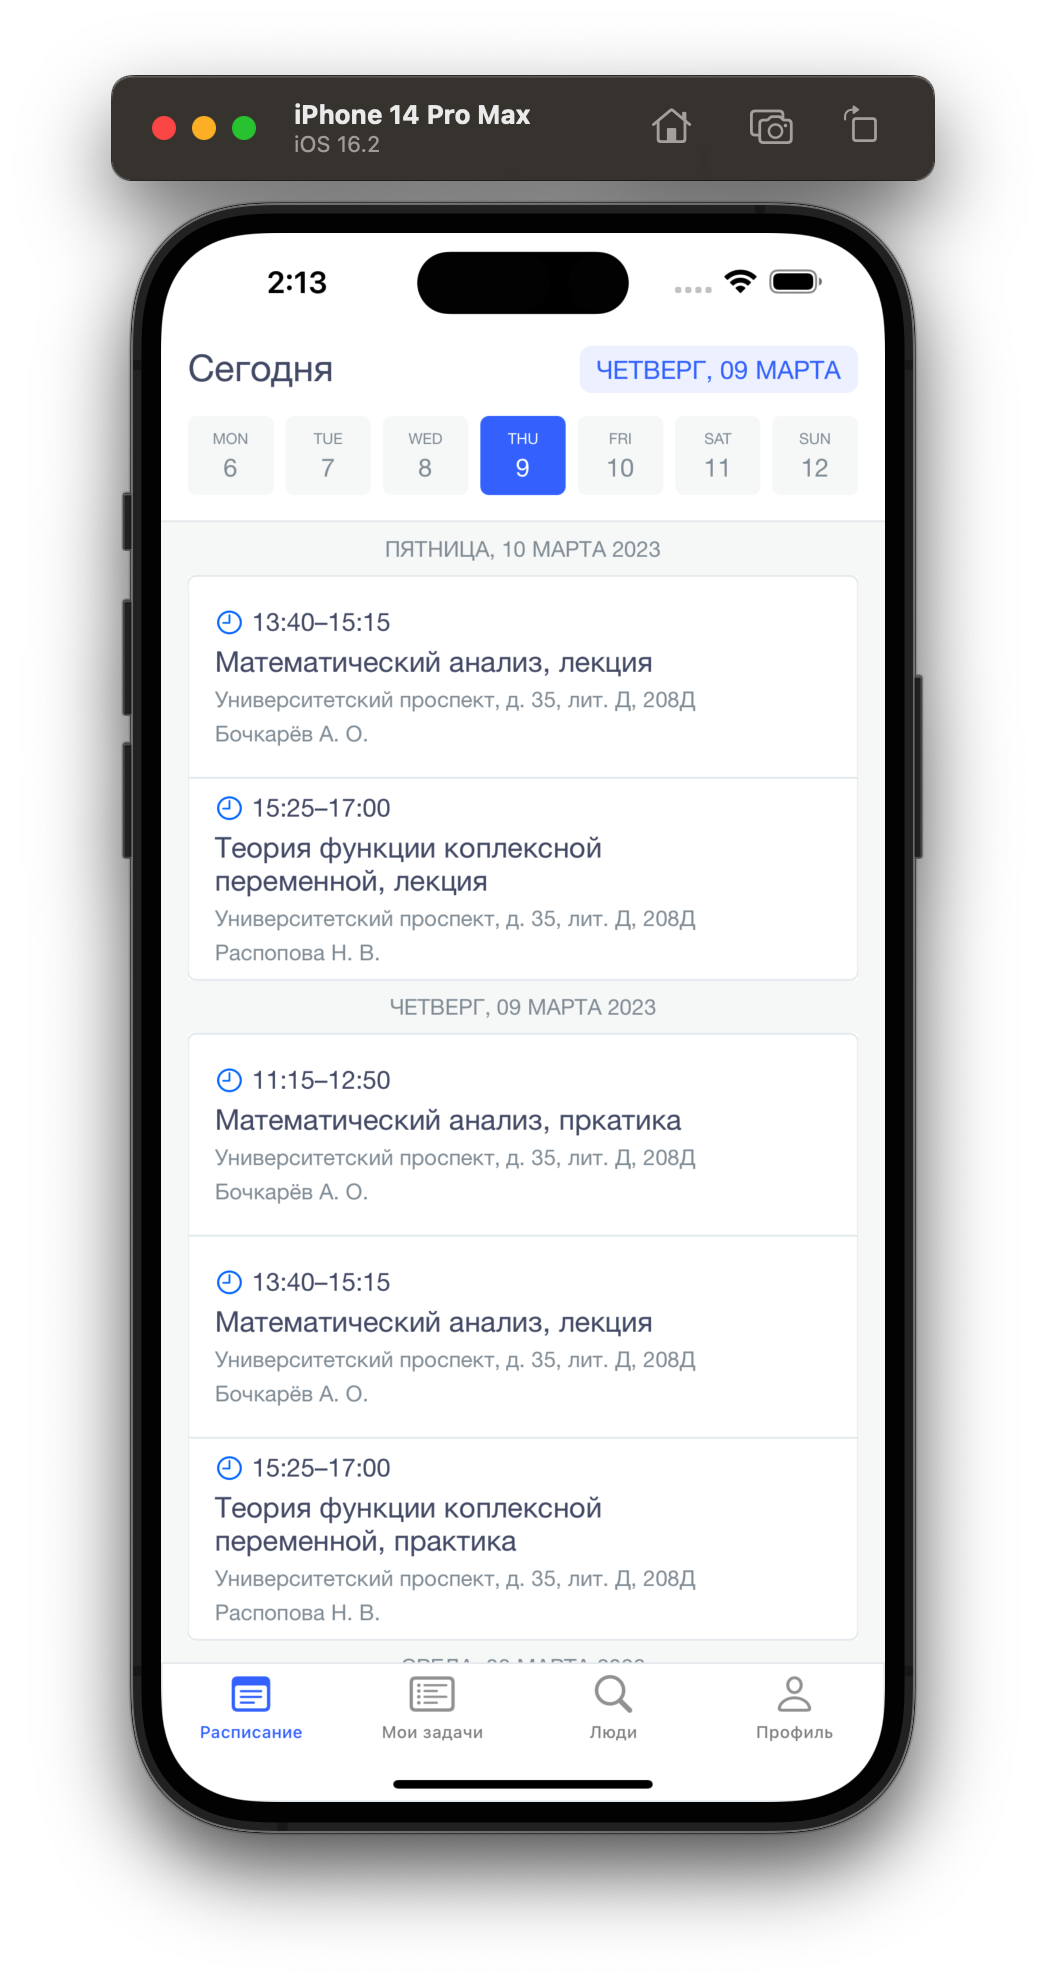 iPhone 14 Pro Max
iOS 16.2
2:13
Сегодня
ЧЕТВЕРГ, 09 МАРТА
MON TUE WED THU FRI SAT SUN
6 7 8 9 10 11 12
ПЯТНИЦА, 10 МАРТА 2023
13:40–15:15
Математический анализ, лекция
Университетский проспект, д. 35, лит. Д, 208Д
Бочкарёв А. О.
15:25–17:00
Теория функции коплексной
переменной, лекция
Университетский проспект, д. 35, лит. Д, 208Д
Распопова Н. В.
ЧЕТВЕРГ, 09 МАРТА 2023
11:15–12:50
Математический анализ, пркатика
Университетский проспект, д. 35, лит. Д, 208Д
Бочкарёв А. О.
13:40–15:15
Математический анализ, лекция
Университетский проспект, д. 35, лит. Д, 208Д
Бочкарёв А. О.
15:25–17:00
Теория функции коплексной
переменной, практика
Университетский проспект, д. 35, лит. Д, 208Д
Распопова Н. В.
Расписание Мои задачи Люди Профиль